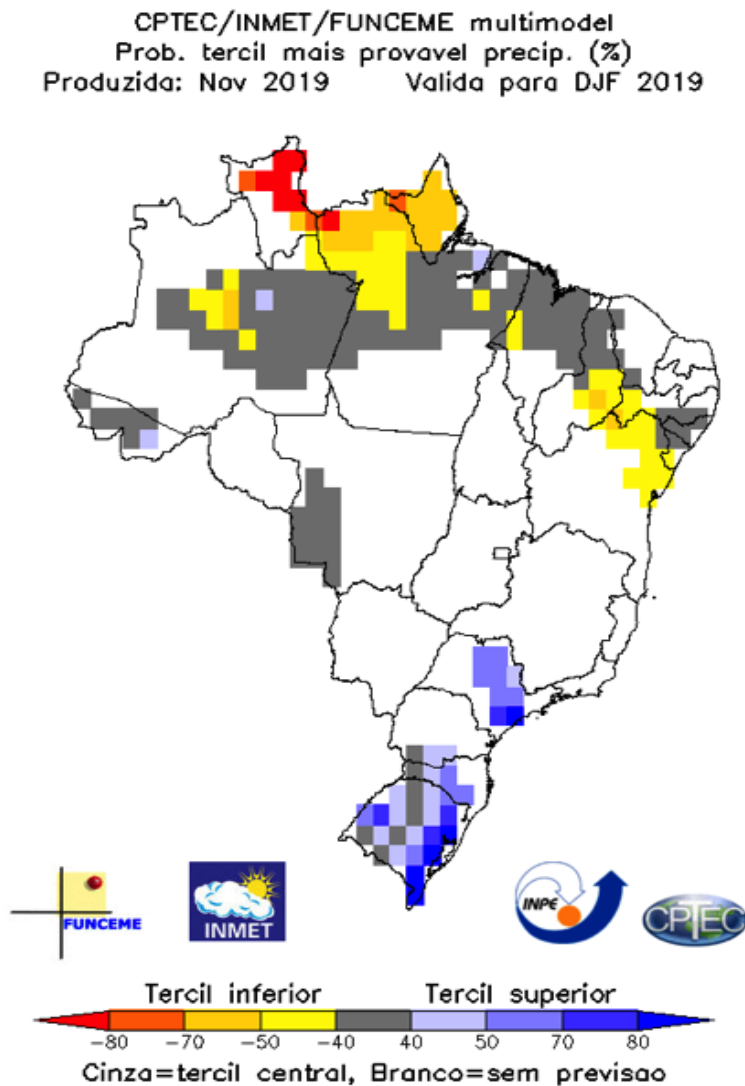 CPTEC/INMET/FUNCEME multimodel
Prob. tercil mais provavel precip. (%)
Produzida: Nov 2019 Valida para DJF 2019
FUNCEME
INMET
INPE
CPTEC
Tercil inferior Tercil superior
-80 -70 -50 -40 40 50 70 80
Cinza=tercil central, Branco=sem previsao